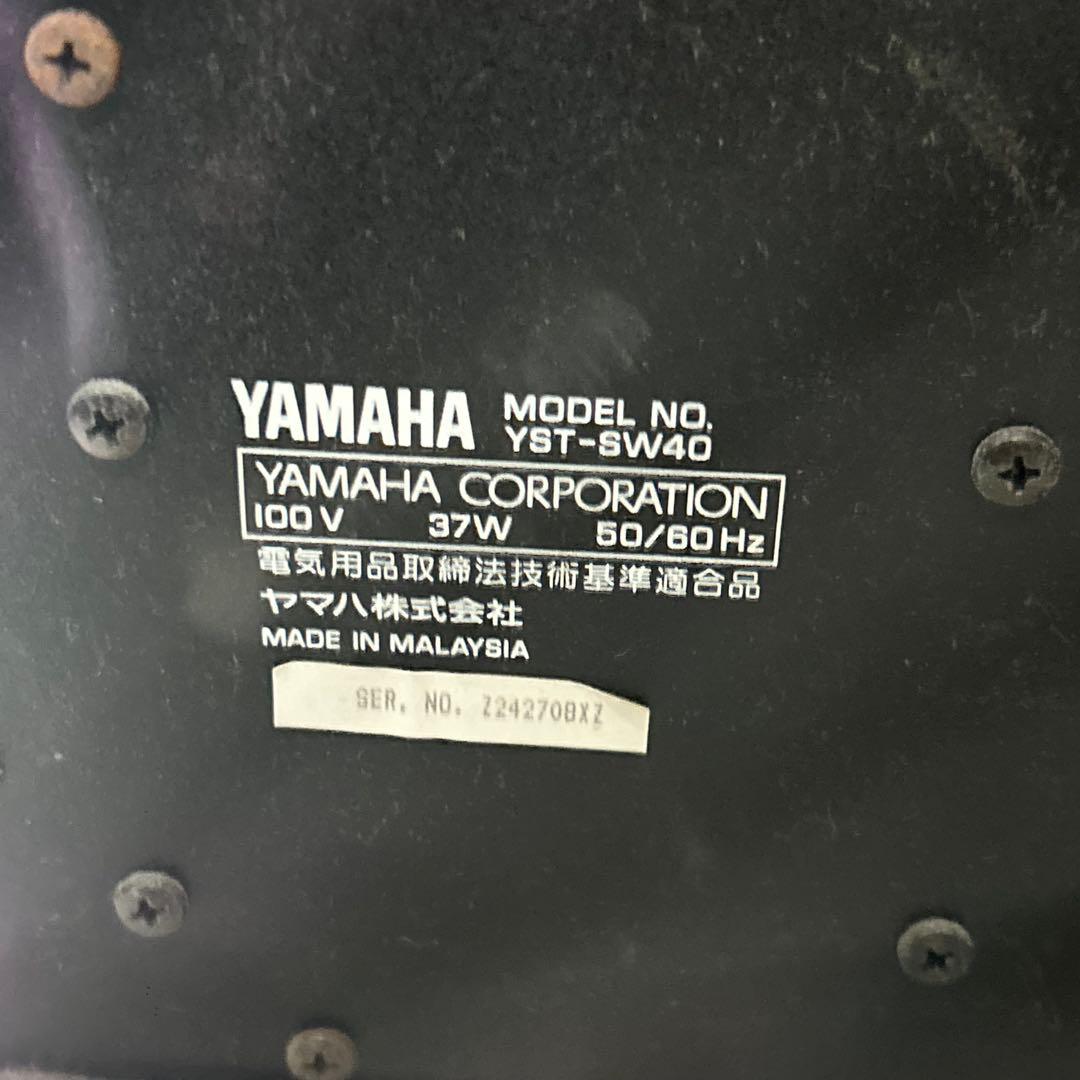 YAMAHA MODEL NO.
YST-SW40
YAMAHA CORPORATION
100V 37W 50/60Hz
電気用品取締法技術基準適合品
ヤマハ株式会社
MADE IN MALAYSIA
SER. NO. Z242708XZ